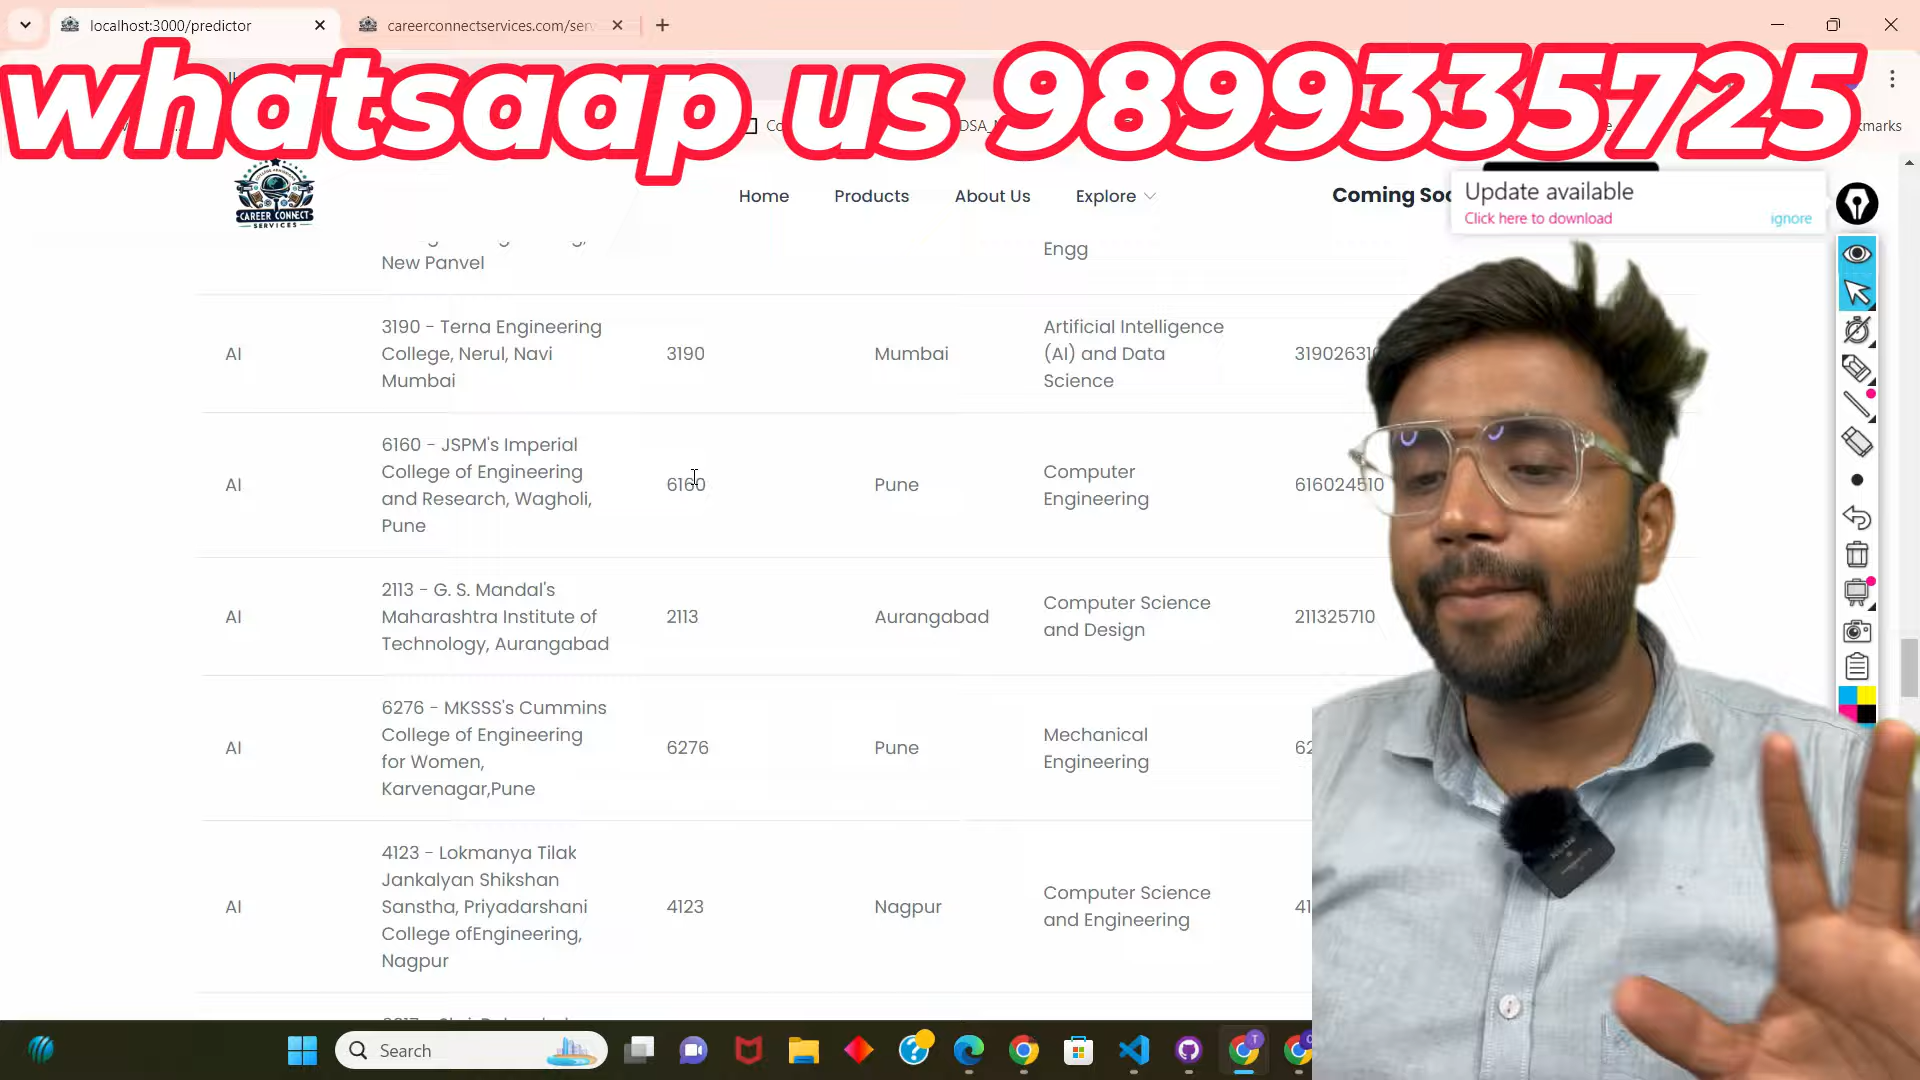 localhost:3000/predictor
careerconnectservices.com/serv
whatsaap us 9899335725
Home Products About Us Explore
Update available
Click here to download ignore
CAREER CONNECT
SERVICES
New Panvel
Engg
AI 3190 - Terna Engineering College, Nerul, Navi Mumbai 3190 Mumbai Artificial Intelligence (AI) and Data Science
AI 6160 - JSPM's Imperial College of Engineering and Research, Wagholi, Pune 6160 Pune Computer Engineering 616024510
AI 2113 - G. S. Mandal's Maharashtra Institute of Technology, Aurangabad 2113 Aurangabad Computer Science and Design 211325710
AI 6276 - MKSSS's Cummins College of Engineering for Women, Karvenagar,Pune 6276 Pune Mechanical Engineering
AI 4123 - Lokmanya Tilak Jankalyan Shikshan Sanstha, Priyadarshani College ofEngineering, Nagpur 4123 Nagpur Computer Science and Engineering
Search